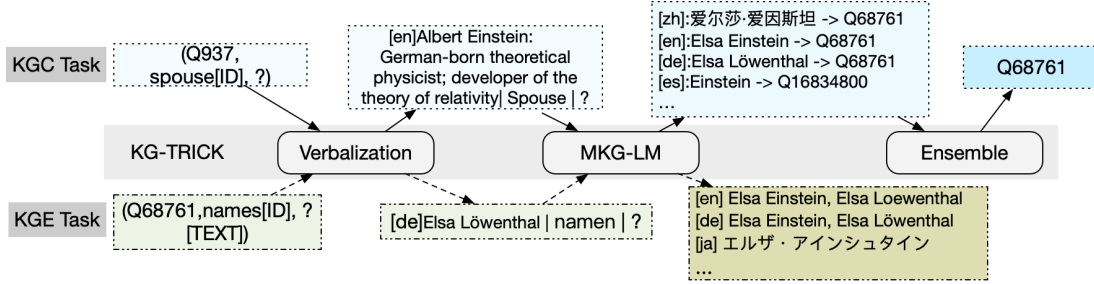 KGC Task
(Q937,
spouse[ID], ?)
[en]Albert Einstein:
German-born theoretical
physicist; developer of the
theory of relativity| Spouse | ?
[zh]:爱尔莎·爱因斯坦 -> Q68761
[en]:Elsa Einstein -> Q68761
[de]:Elsa Löwenthal -> Q68761
[es]:Einstein -> Q16834800
...
Q68761
KG-TRICK
Verbalization
MKG-LM
Ensemble
KGE Task
(Q68761,names[ID], ?
[TEXT])
[de]Elsa Löwenthal | namen | ?
[en] Elsa Einstein, Elsa Loewenthal
[de] Elsa Einstein, Elsa Löwenthal
[ja] エルザ・アインシュタイン
...